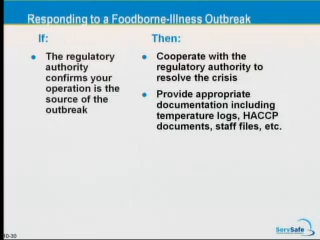 Responding to a Foodborne-Illness Outbreak
If:
Then:
• The regulatory
authority
confirms your
operation is the
source of the
outbreak
• Cooperate with the
regulatory authority to
resolve the crisis
• Provide appropriate
documentation including
temperature logs, HACCP
documents, staff files, etc.
10-30
ServSafe